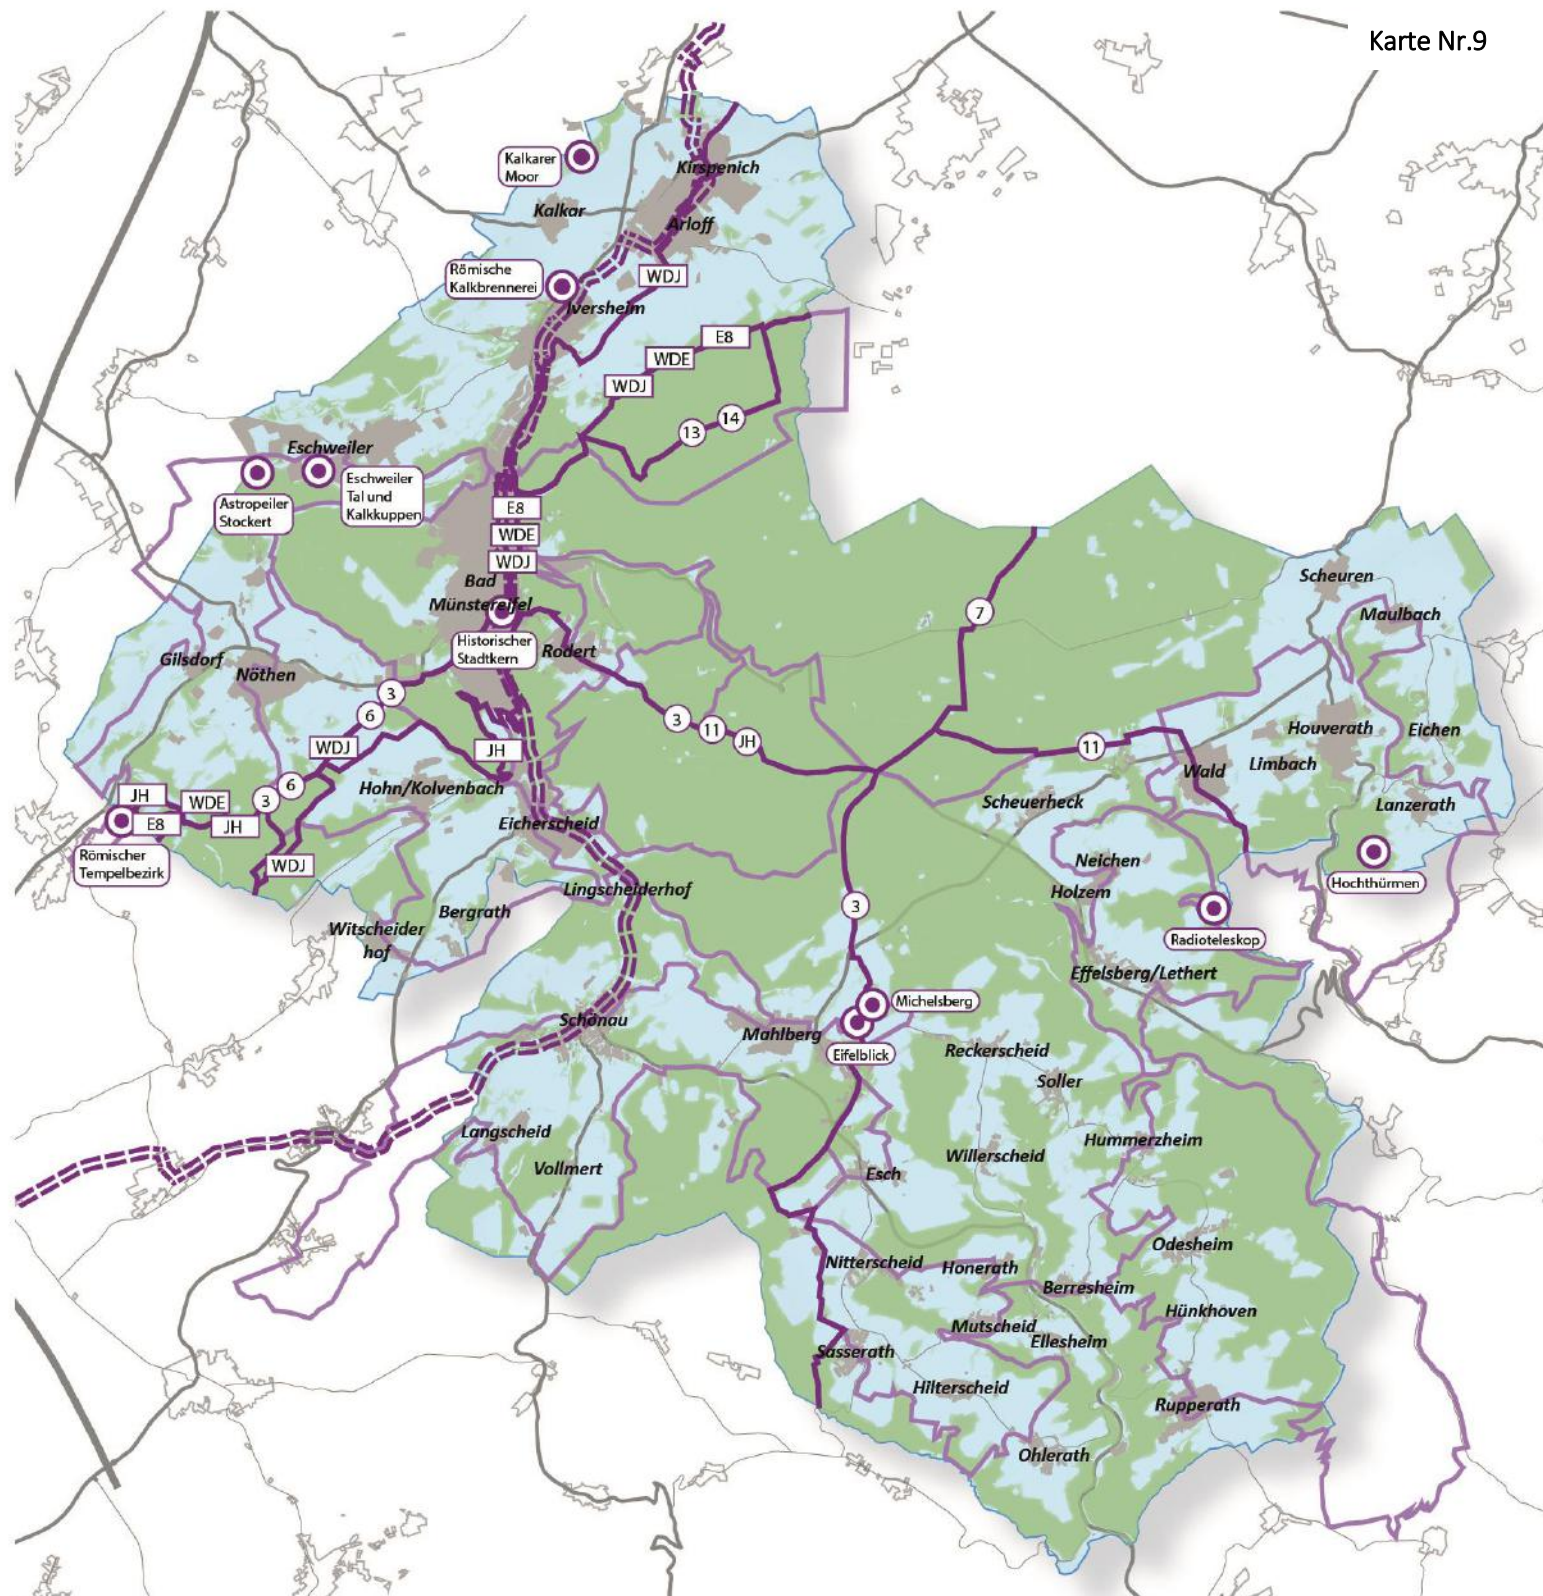 Karte Nr.9
Kalkarer
Moor
Kirspenich
Kalkar
Arloff
Römische
Kalkbrennerei
WDJ
Iversheim
E8
WDE
WDJ
14
13
Eschweiler
Eschweiler
Tal und
Kalkkuppen
Astropeiler
Stockert
E8
WDE
WDJ
Bad
Münstereifel
Historischer
Stadtkern
Rodert
7
Scheuren
Maulbach
Gilsdorf
Nöthen
3
6
WDJ
JH
3
11
JH
11
Houverath
Eichen
Limbach
Wald
Hohn/Kolvenbach
6
3
JH
WDE
E8
JH
Römischer
Tempelbezirk
WDJ
Eicherscheid
Scheuerheck
Lanzerath
Neichen
Hochthürmen
Holzem
Lingscheiderhof
Bergrath
Witscheider
hof
3
Radioteleskop
Effelsberg/Lethert
Michelsberg
Schönau
Mahlberg
Eifelblick
Reckerscheid
Soller
Langscheid
Vollmert
Hummerzheim
Willerscheid
Esch
Odesheim
Nitterscheid
Honerath
Berresheim
Hünkhoven
Mutscheid
Ellesheim
Sasserath
Hilterscheid
Rupperath
Ohlerath